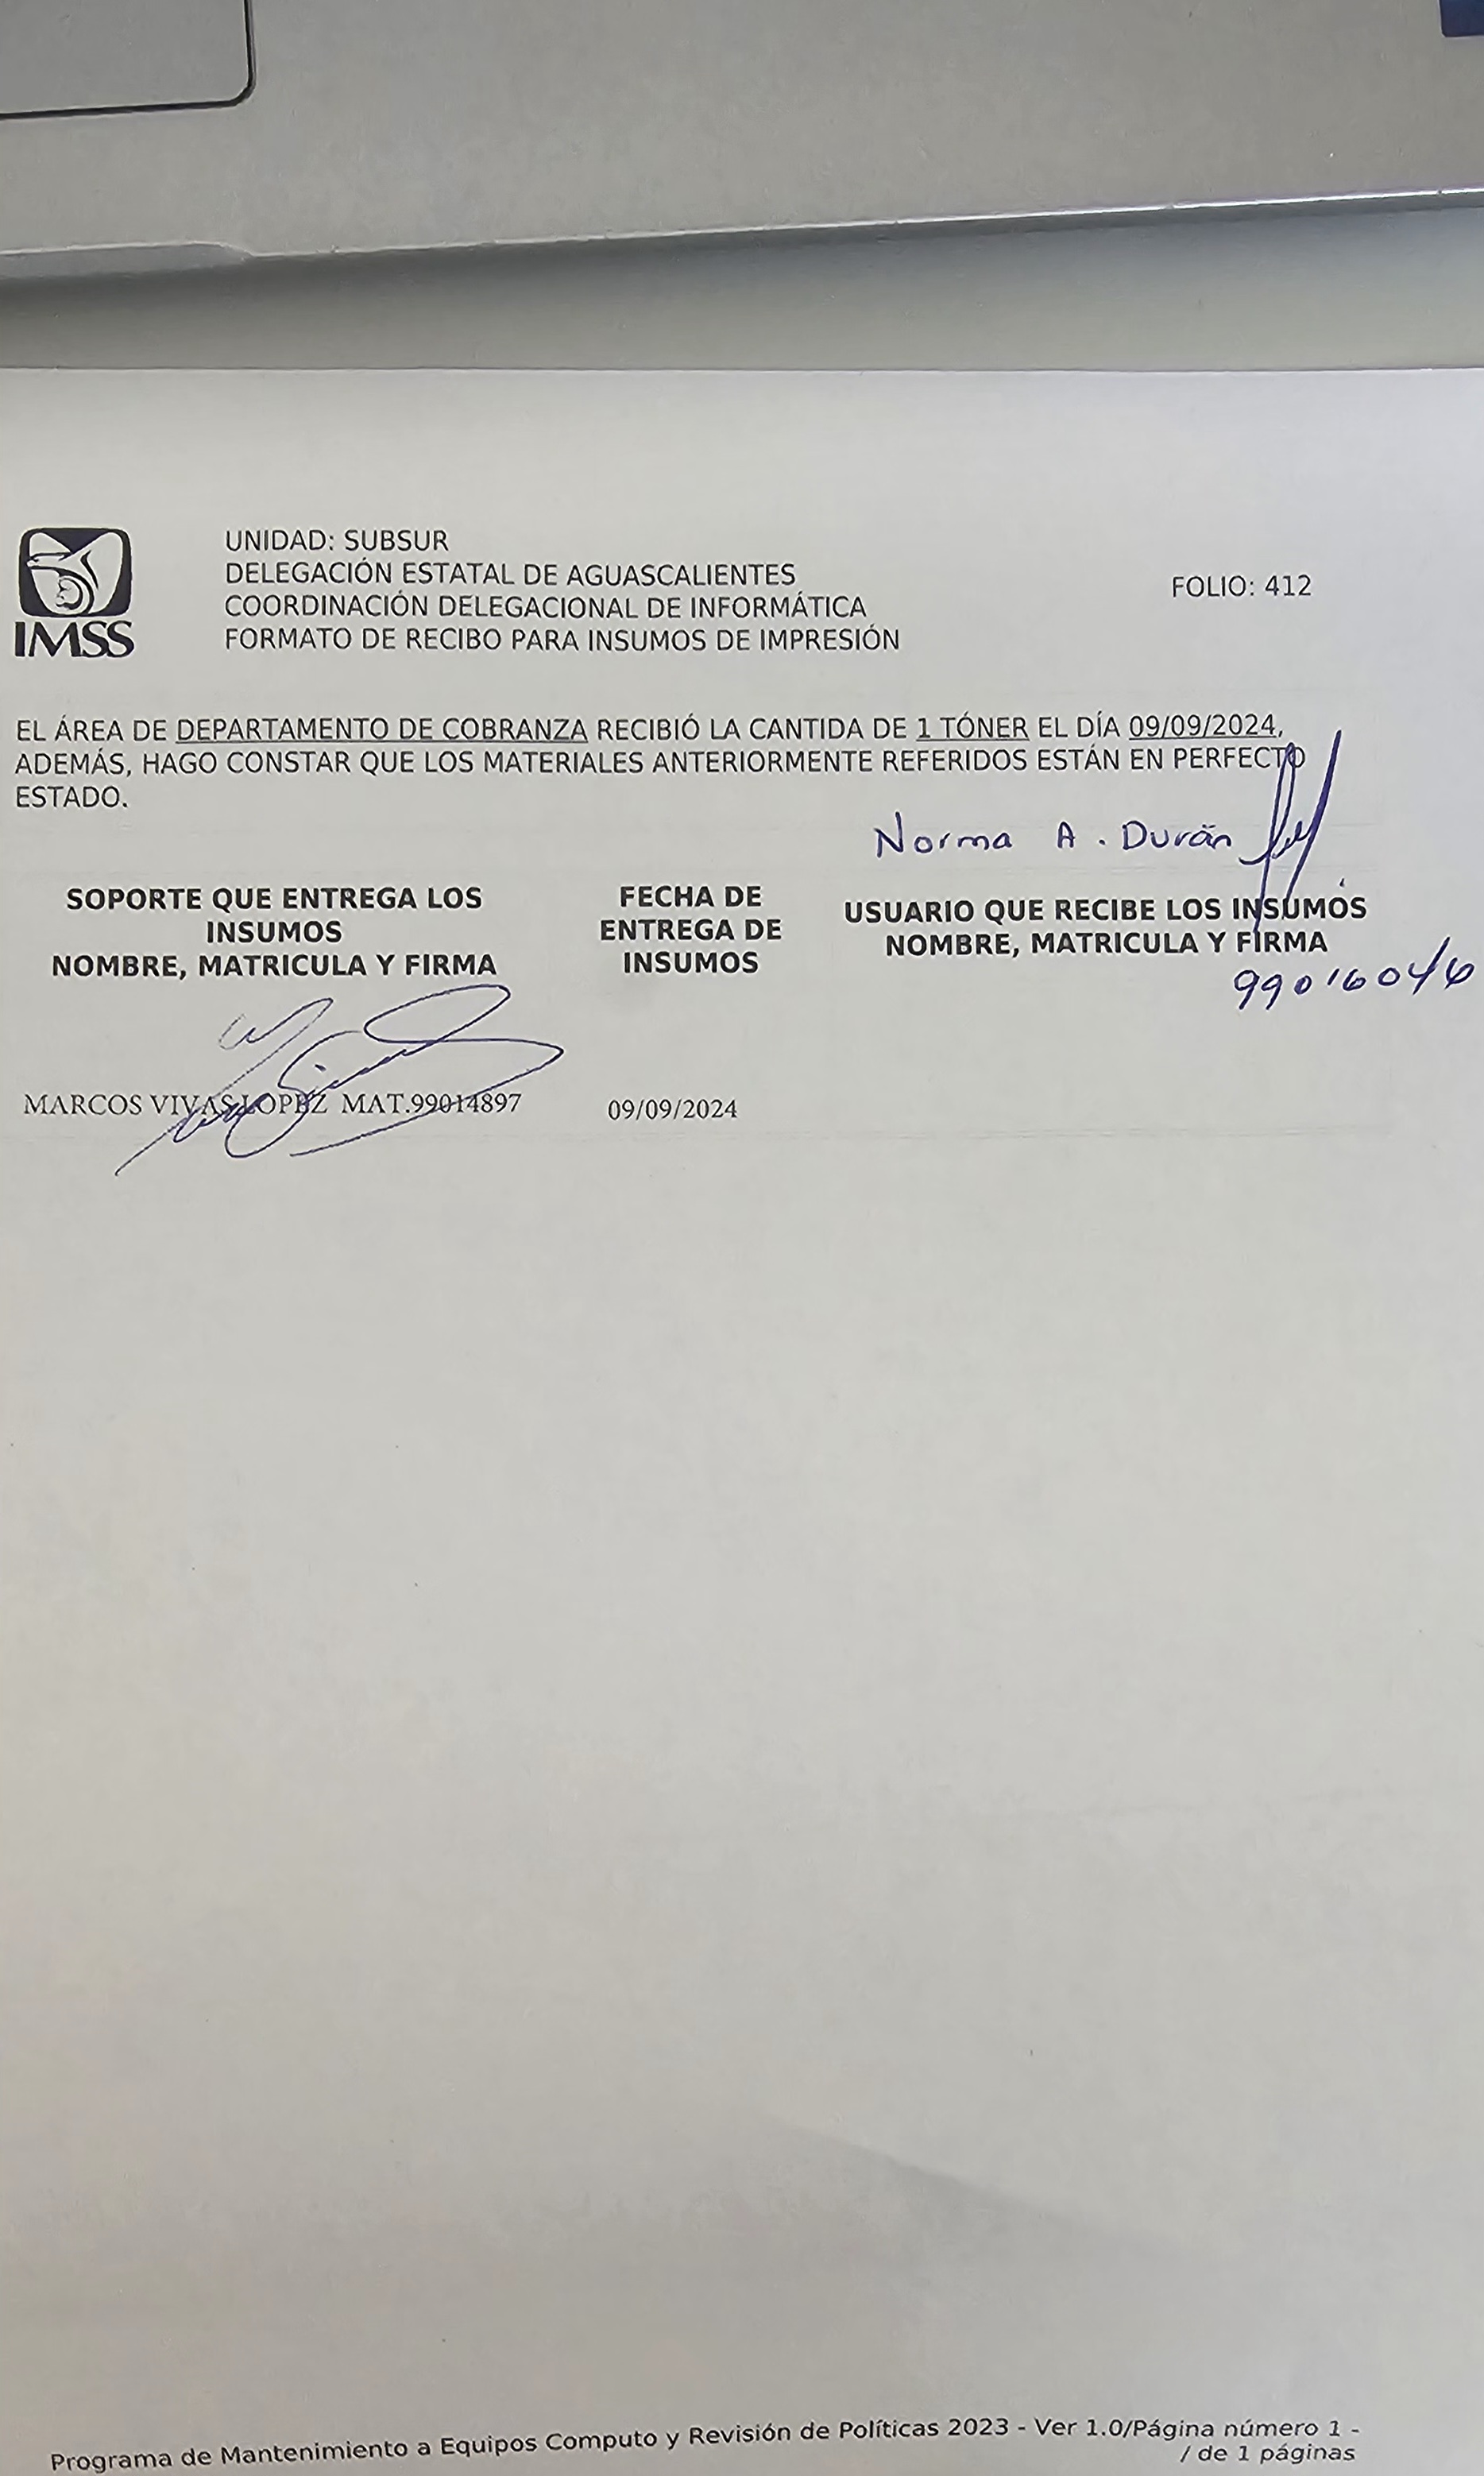 IMSS
UNIDAD: SUBSUR
DELEGACIÓN ESTATAL DE AGUASCALIENTES
COORDINACIÓN DELEGACIONAL DE INFORMÁTICA
FORMATO DE RECIBO PARA INSUMOS DE IMPRESIÓN
FOLIO: 412
EL ÁREA DE DEPARTAMENTO DE COBRANZA RECIBIÓ LA CANTIDA DE 1 TÓNER EL DÍA 09/09/2024,
ADEMÁS, HAGO CONSTAR QUE LOS MATERIALES ANTERIORMENTE REFERIDOS ESTÁN EN PERFECTO
ESTADO.
Norma A. Durán
SOPORTE QUE ENTREGA LOS
INSUMOS
NOMBRE, MATRICULA Y FIRMA
FECHA DE
ENTREGA DE
INSUMOS
USUARIO QUE RECIBE LOS INSUMOS
NOMBRE, MATRICULA Y FIRMA
MARCOS VIVAS LOPEZ MAT.99014897
09/09/2024
Programa de Mantenimiento a Equipos Computo y Revisión de Políticas 2023 - Ver 1.0/Página número 1 -
/ de 1 páginas